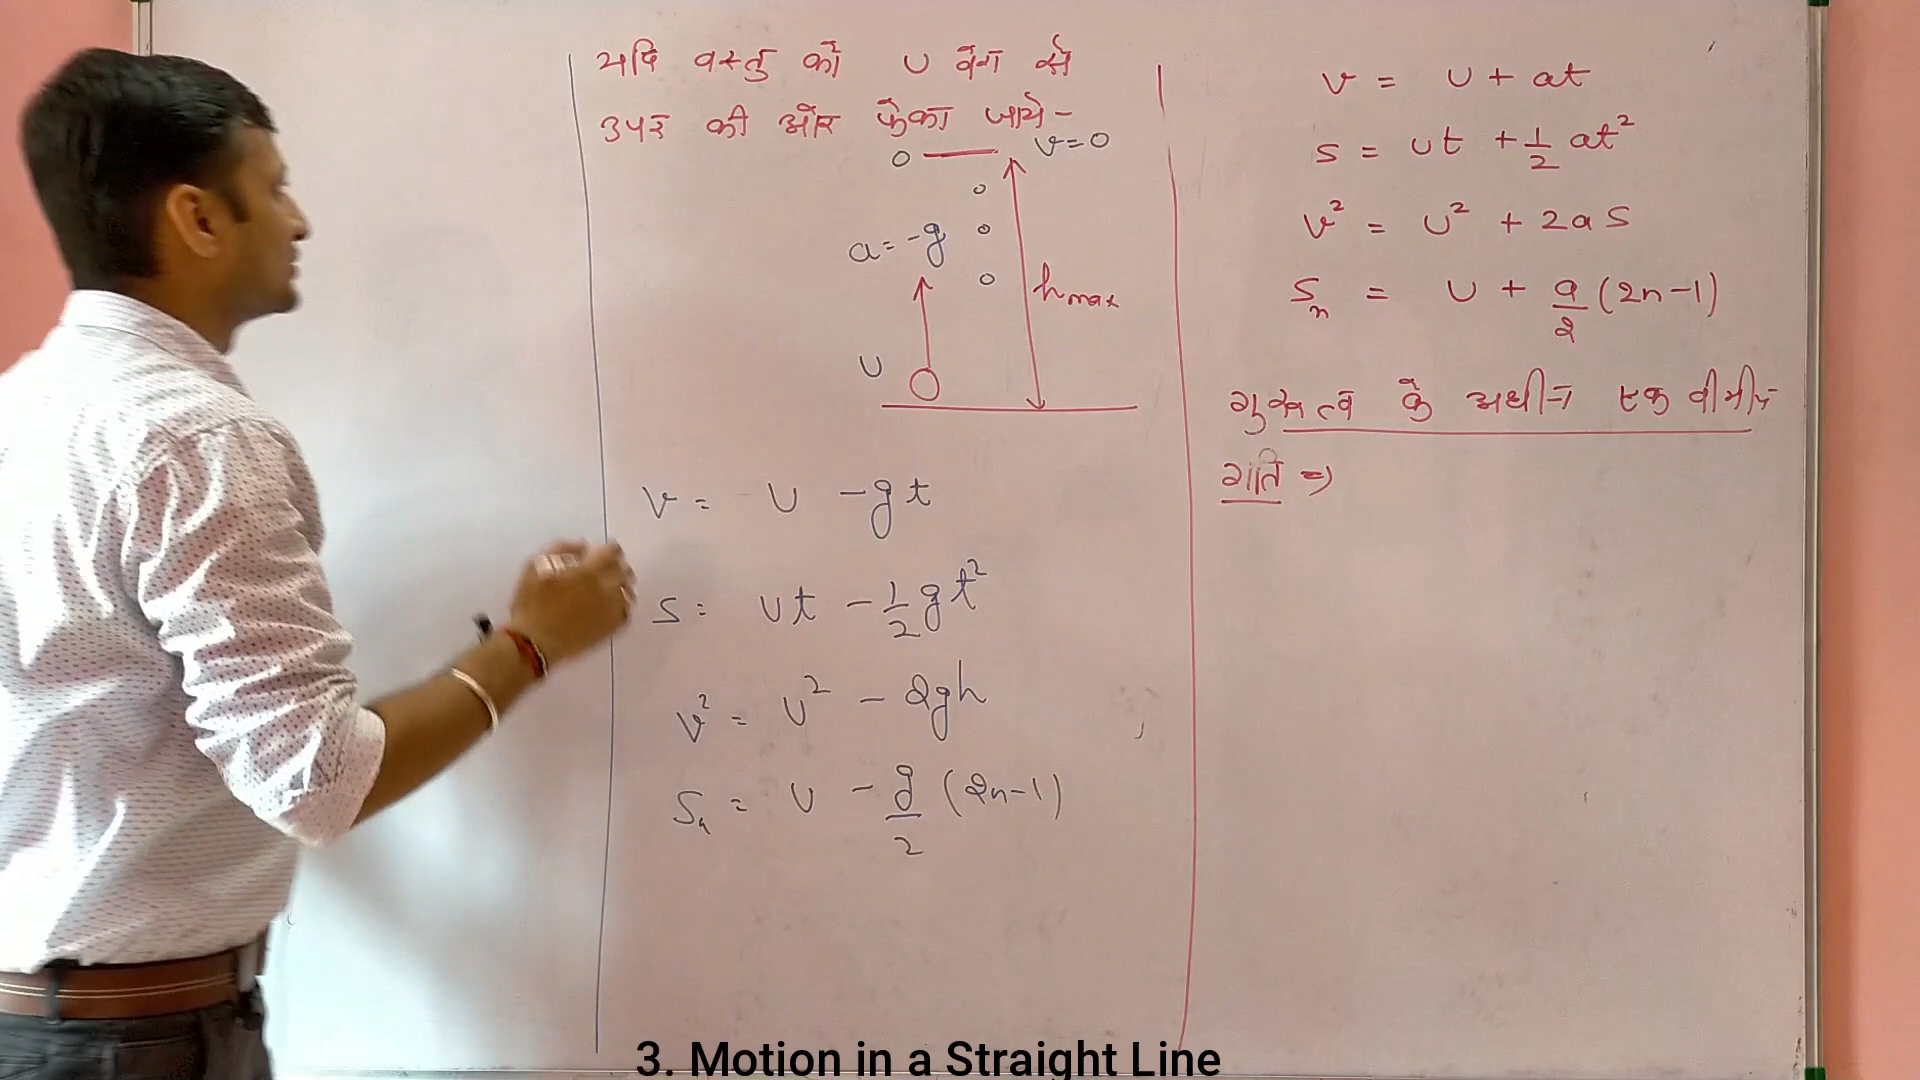 यदि वस्तु को u वेग से
उपर की ओर फेंका जाये-
v=0
a=-g
hmax
u
v = u -gt
s = ut -1/2 gt²
v² = u² - 2gh
Sn = u - g/2 (2n-1)
v = u + at
s = ut + 1/2 at²
v² = u² + 2as
Sn = u + a/2 (2n-1)
गुरुत्व के अधीन एक वीमीय
गति ⇒
3. Motion in a Straight Line